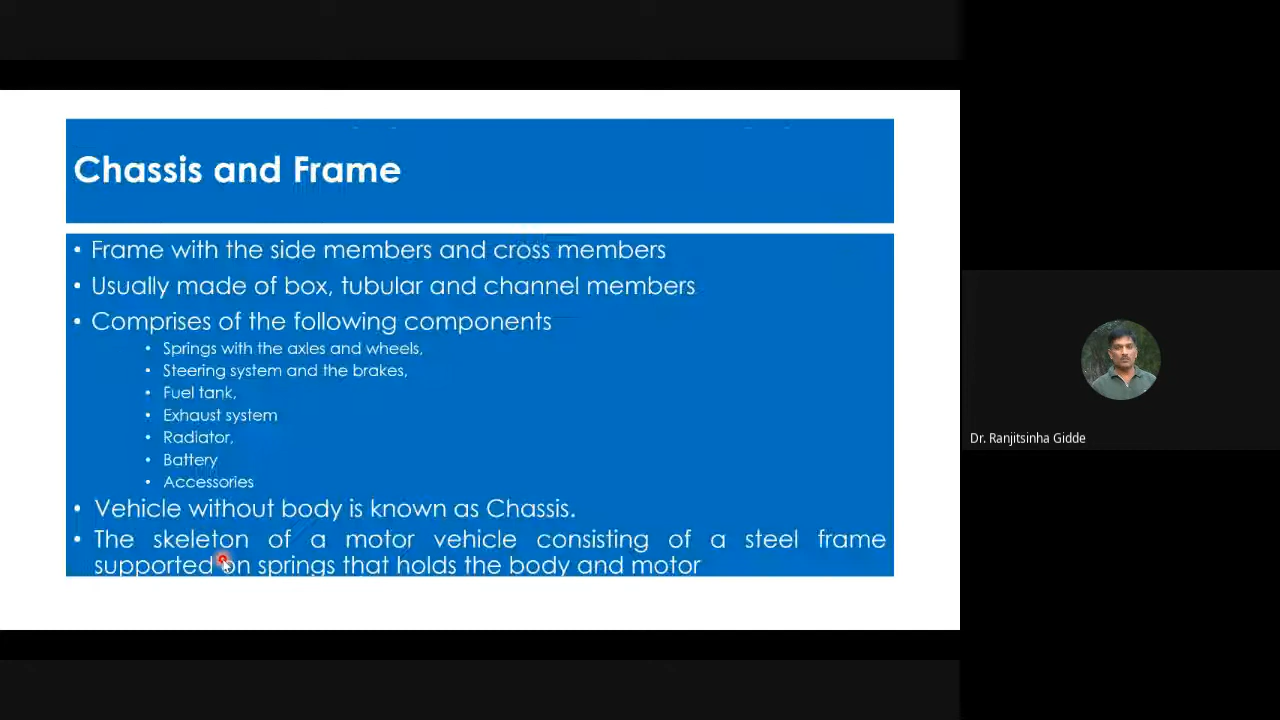 Chassis and Frame
• Frame with the side members and cross members
• Usually made of box, tubular and channel members
• Comprises of the following components
• Springs with the axles and wheels,
• Steering system and the brakes,
• Fuel tank,
• Exhaust system
• Radiator,
• Battery
• Accessories
• Vehicle without body is known as Chassis.
• The skeleton of a motor vehicle consisting of a steel frame
supported on springs that holds the body and motor
Dr. Ranjitsinha Gidde